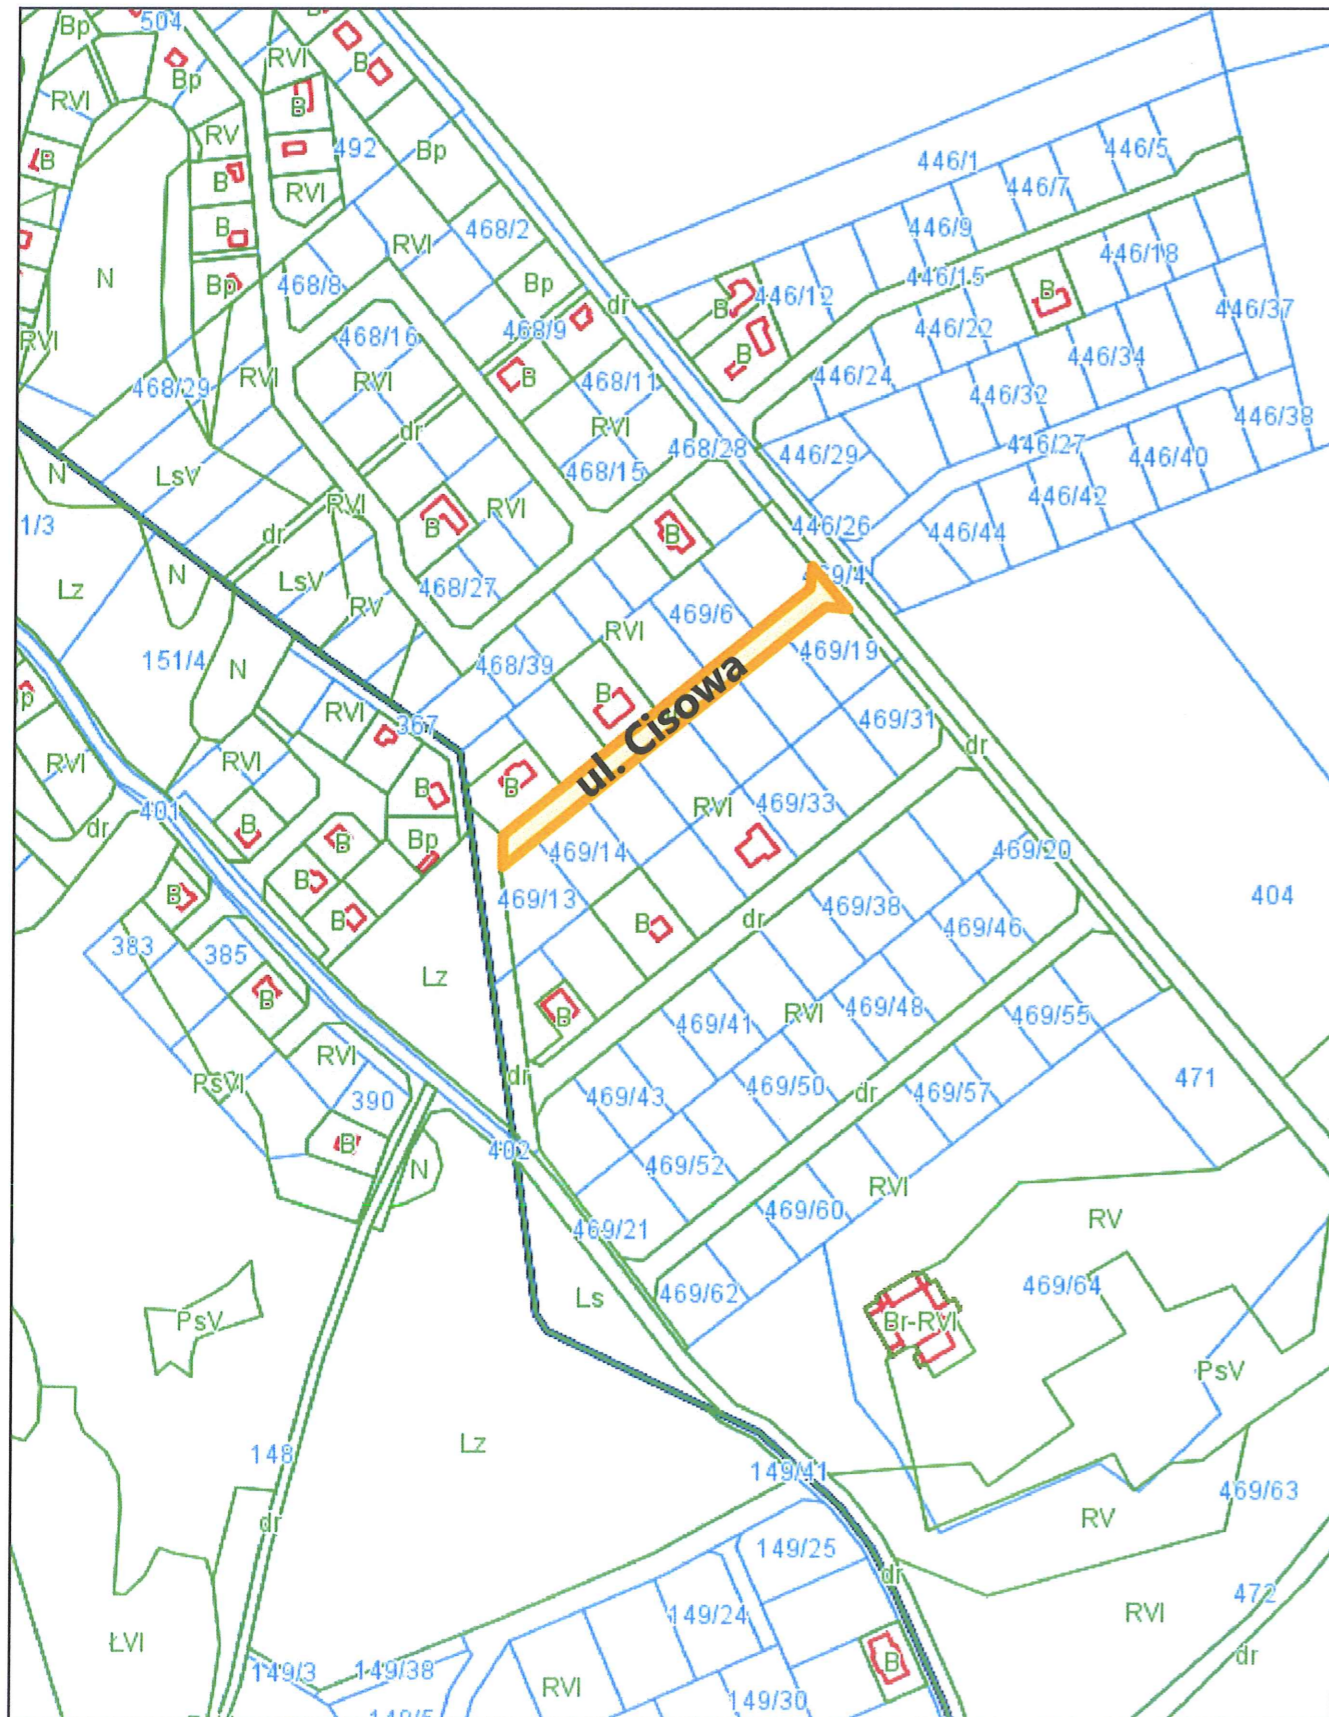 B
504
Bp
RVI
B
Bp
RVI
B
RV
492
Bp
B
446/5
446/1
446/7
B
RVI
446/9
468/2
B
RVI
446/18
N
Bp
468/8
Bp
446/15
B
446/12
B
446/37
dr
468/16
468/9
446/22
RVI
B
446/34
468/29
RVI
RVI
B
468/11
446/24
446/32
446/38
dr
RVI
468/28
446/27
446/29
446/40
N
LsV
468/15
446/42
RVI
RVI
B
1/3
dr
B
446/26
446/44
Lz
N
LsV
468/27
RV
469/6
RVI
469/19
151/4
N
468/39
B
469/31
RVI
367
ul. Cisowa
dr
RVI
RVI
B
B
RVI
469/33
401
B
dr
B
Bp
469/14
469/20
B
B
469/13
404
B
469/38
383
385
B
dr
469/46
Lz
B
B
469/41
RVI
469/48
469/55
RVI
PsVI
dr
469/50
469/57
471
390
469/43
dr
B
402
469/52
N
RVI
469/60
RV
469/21
469/64
Ls
469/62
PsV
Br-RVI
PsV
Lz
148
149/41
469/63
RV
dr
149/25
dr
472
149/24
RVI
ŁVI
149/3
149/38
RVI
B
dr
149/30